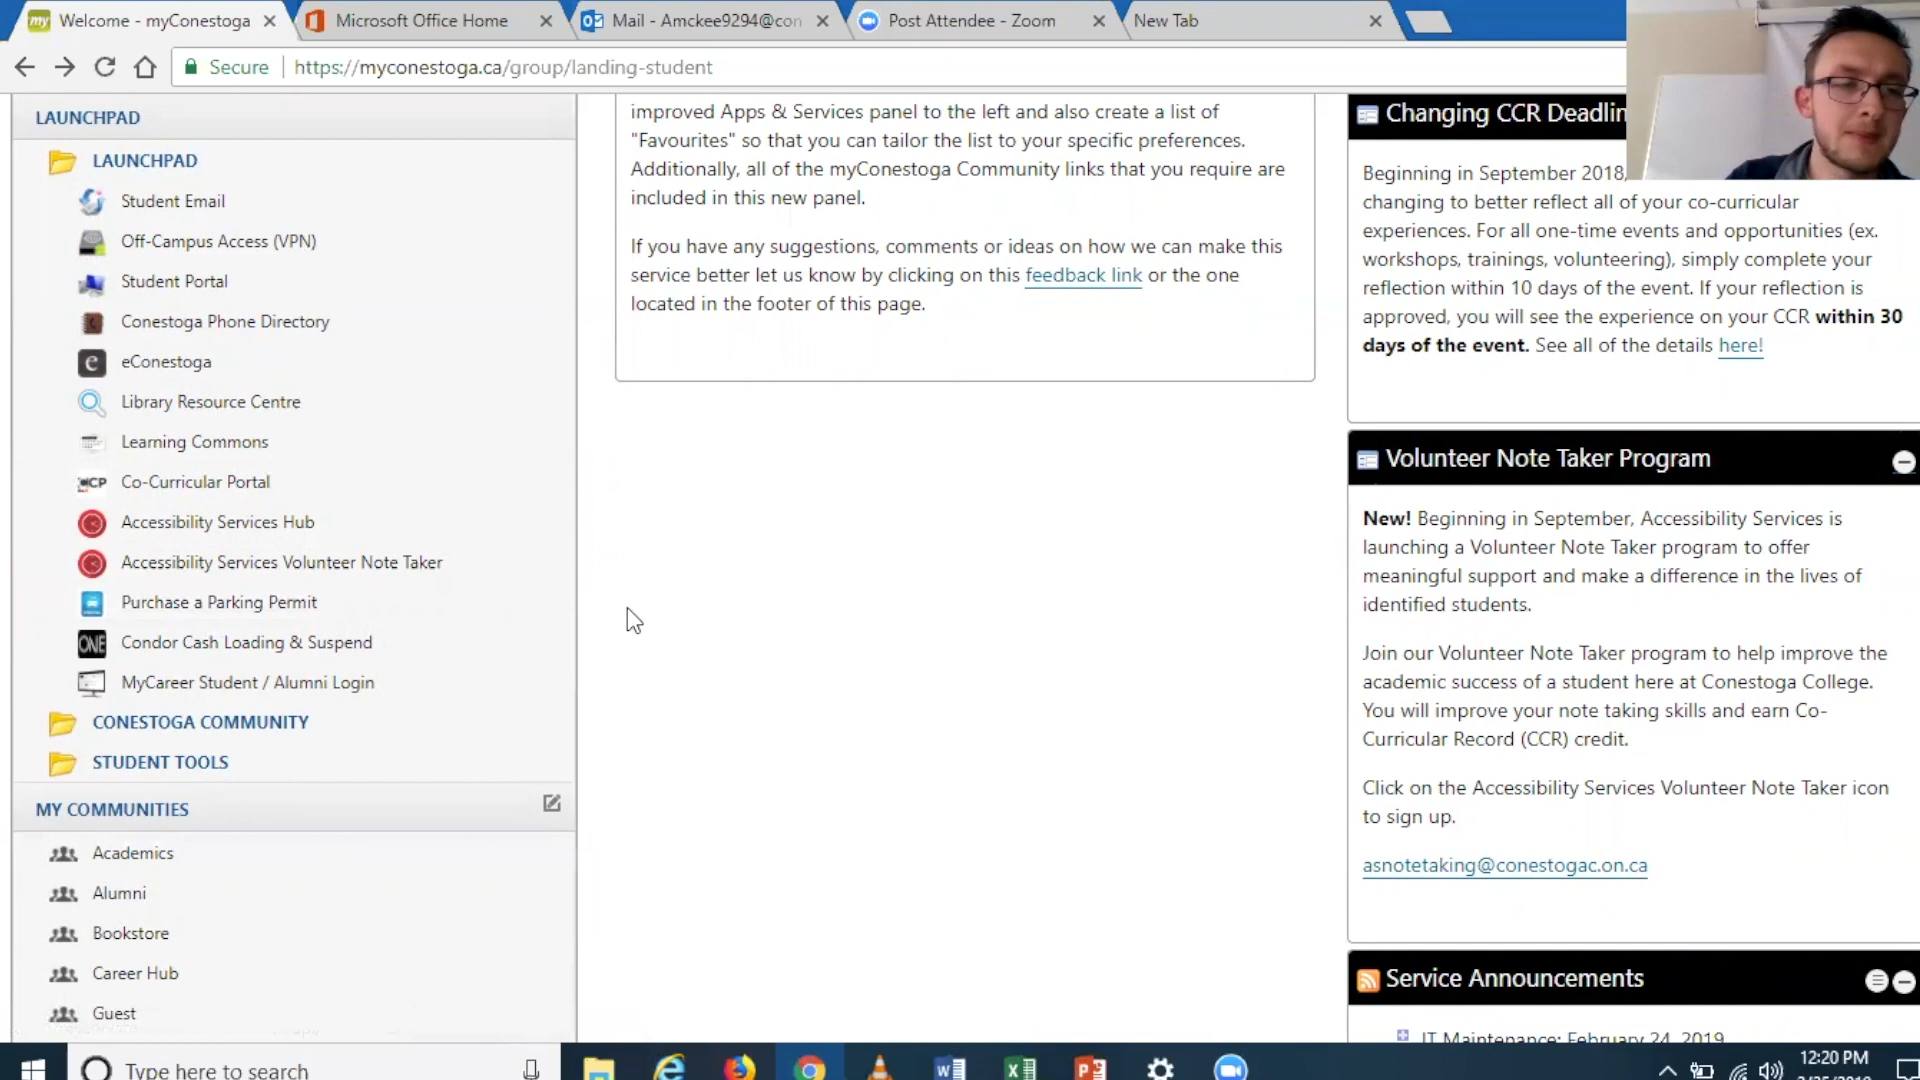 Welcome - myConestoga
Microsoft Office Home
Mail - Amckee9294@con
Post Attendee - Zoom
New Tab
Secure
https://myconestoga.ca/group/landing-student
LAUNCHPAD
LAUNCHPAD
Student Email
Off-Campus Access (VPN)
Student Portal
Conestoga Phone Directory
eConestoga
Library Resource Centre
Learning Commons
Co-Curricular Portal
Accessibility Services Hub
Accessibility Services Volunteer Note Taker
Purchase a Parking Permit
Condor Cash Loading & Suspend
MyCareer Student / Alumni Login
CONESTOGA COMMUNITY
STUDENT TOOLS
MY COMMUNITIES
Academics
Alumni
Bookstore
Career Hub
Guest
improved Apps & Services panel to the left and also create a list of
"Favourites" so that you can tailor the list to your specific preferences.
Additionally, all of the myConestoga Community links that you require are
included in this new panel.
If you have any suggestions, comments or ideas on how we can make this
service better let us know by clicking on this feedback link or the one
located in the footer of this page.
Changing CCR Deadlin
Beginning in September 2018,
changing to better reflect all of your co-curricular
experiences. For all one-time events and opportunities (ex.
workshops, trainings, volunteering), simply complete your
reflection within 10 days of the event. If your reflection is
approved, you will see the experience on your CCR within 30
days of the event. See all of the details here!
Volunteer Note Taker Program
New! Beginning in September, Accessibility Services is
launching a Volunteer Note Taker program to offer
meaningful support and make a difference in the lives of
identified students.
Join our Volunteer Note Taker program to help improve the
academic success of a student here at Conestoga College.
You will improve your note taking skills and earn Co-
Curricular Record (CCR) credit.
Click on the Accessibility Services Volunteer Note Taker icon
to sign up.
asnotetaking@conestogac.on.ca
Service Announcements
IT Maintenance: February 24, 2019
Type here to search
12:20 PM